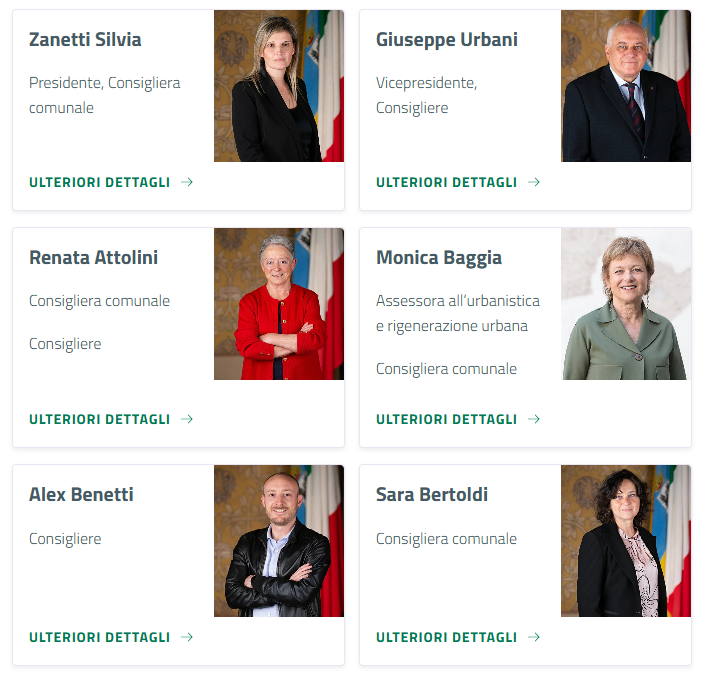 Zanetti Silvia
Presidente, Consigliera
comunale
ULTERIORI DETTAGLI →
Giuseppe Urbani
Vicepresidente,
Consigliere
ULTERIORI DETTAGLI →
Renata Attolini
Consigliera comunale
Consigliere
ULTERIORI DETTAGLI →
Monica Baggia
Assessora all’urbanistica
e rigenerazione urbana
Consigliera comunale
ULTERIORI DETTAGLI →
Alex Benetti
Consigliere
ULTERIORI DETTAGLI →
Sara Bertoldi
Consigliera comunale
ULTERIORI DETTAGLI →